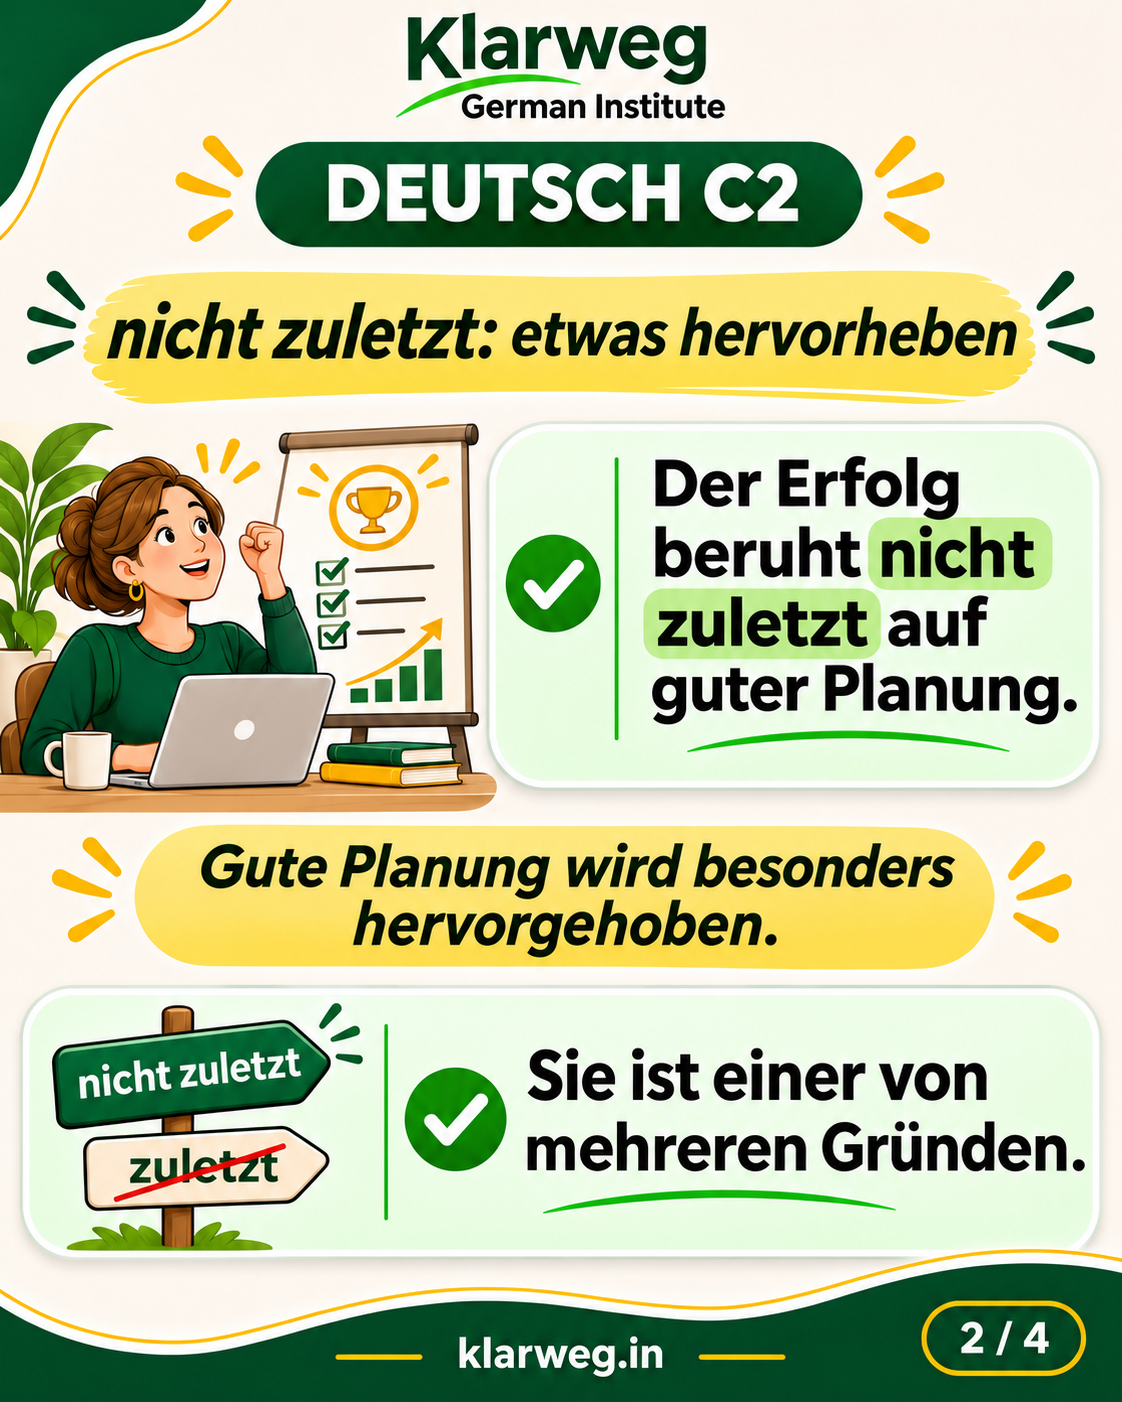 Klarweg
German Institute
DEUTSCH C2
nicht zuletzt: etwas hervorheben
Der Erfolg
beruht nicht
zuletzt auf
guter Planung.
Gute Planung wird besonders
hervorgehoben.
nicht zuletzt
zuletzt
Sie ist einer von
mehreren Gründen.
klarweg.in
2 / 4